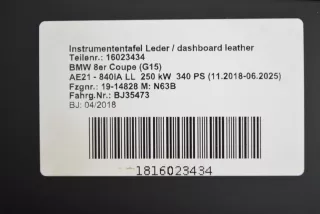 Instrumententafel Leder / dashboard leather
Teilenr.: 16023434
BMW 8er Coupe (G15)
AE21 - 840iA LL 250 kW 340 PS (11.2018-06.2025)
Fzgnr.: 19-14828 M: N63B
Fahrg.Nr.: BJ35473
BJ: 04/2018
1816023434